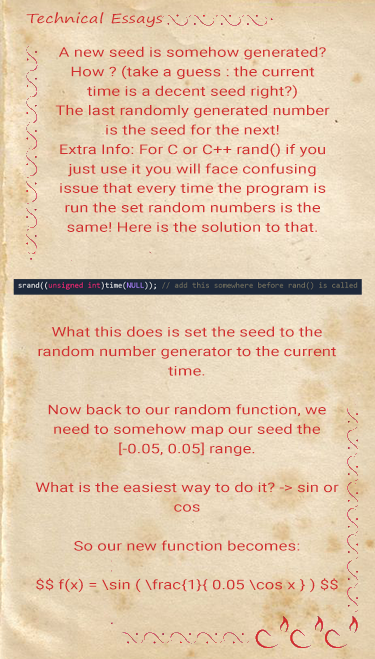 Technical Essays
A new seed is somehow generated?
How ? (take a guess : the current
time is a decent seed right?)
The last randomly generated number
is the seed for the next!
Extra Info: For C or C++ rand() if you
just use it you will face confusing
issue that every time the program is
run the set random numbers is the
same! Here is the solution to that.
srand((unsigned int)time(NULL)); // add this somewhere before rand() is called
What this does is set the seed to the
random number generator to the current
time.
Now back to our random function, we
need to somehow map our seed the
[-0.05, 0.05] range.
What is the easiest way to do it? -> sin or
cos
So our new function becomes:
$$ f(x) = \sin ( \frac{1}{ 0.05 \cos x } ) $$